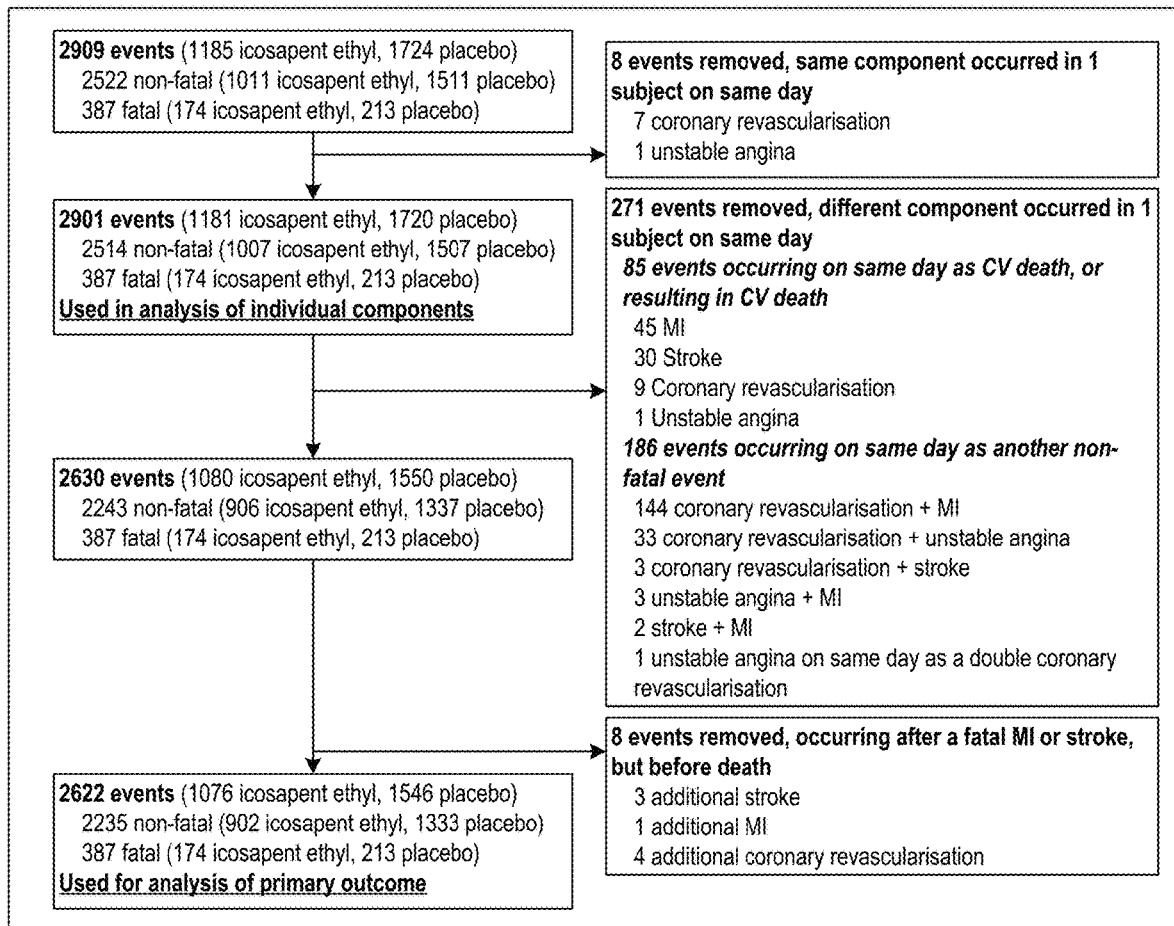 2909 events (1185 icosapent ethyl, 1724 placebo)
2522 non-fatal (1011 icosapent ethyl, 1511 placebo)
387 fatal (174 icosapent ethyl, 213 placebo)
8 events removed, same component occurred in 1
subject on same day
7 coronary revascularisation
1 unstable angina
2901 events (1181 icosapent ethyl, 1720 placebo)
2514 non-fatal (1007 icosapent ethyl, 1507 placebo)
387 fatal (174 icosapent ethyl, 213 placebo)
Used in analysis of individual components
271 events removed, different component occurred in 1
subject on same day
85 events occurring on same day as CV death, or
resulting in CV death
45 MI
30 Stroke
9 Coronary revascularisation
1 Unstable angina
186 events occurring on same day as another non-
fatal event
144 coronary revascularisation + MI
33 coronary revascularisation + unstable angina
3 coronary revascularisation + stroke
3 unstable angina + MI
2 stroke + MI
1 unstable angina on same day as a double coronary
revascularisation
2630 events (1080 icosapent ethyl, 1550 placebo)
2243 non-fatal (906 icosapent ethyl, 1337 placebo)
387 fatal (174 icosapent ethyl, 213 placebo)
8 events removed, occurring after a fatal MI or stroke,
but before death
3 additional stroke
1 additional MI
4 additional coronary revascularisation
2622 events (1076 icosapent ethyl, 1546 placebo)
2235 non-fatal (902 icosapent ethyl, 1333 placebo)
387 fatal (174 icosapent ethyl, 213 placebo)
Used for analysis of primary outcome